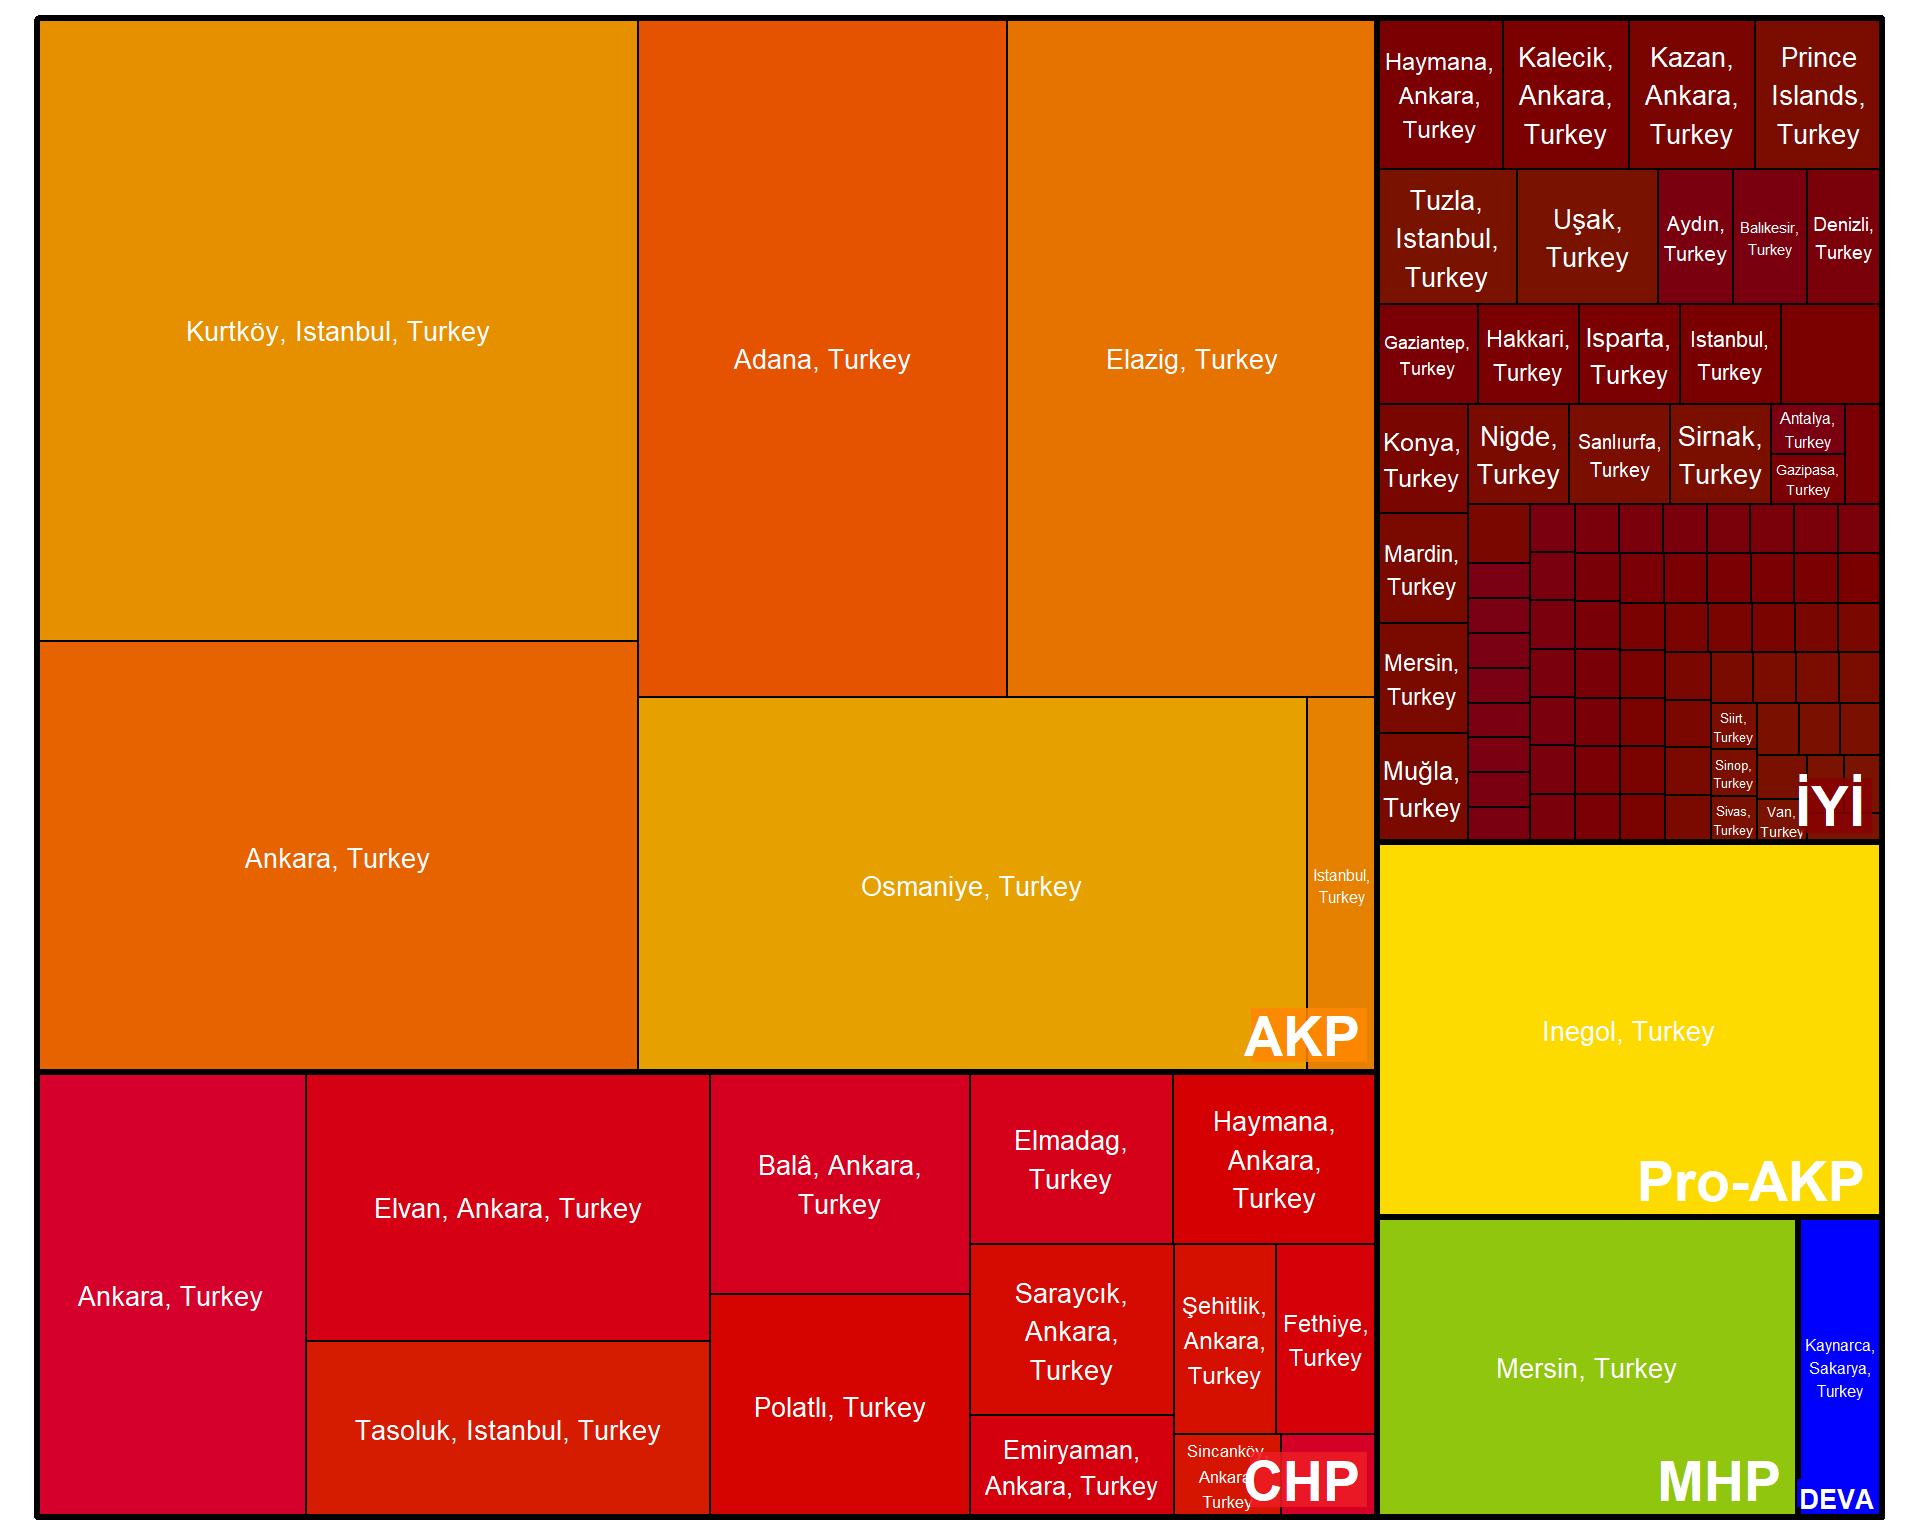 Kurtköy, Istanbul, Turkey
Ankara, Turkey
Adana, Turkey
Elazig, Turkey
Osmaniye, Turkey
Istanbul,
Turkey
AKP
Ankara, Turkey
Elvan, Ankara, Turkey
Tasoluk, Istanbul, Turkey
Balâ, Ankara,
Turkey
Polatlı, Turkey
Elmadag,
Turkey
Haymana,
Ankara,
Turkey
Saraycık,
Ankara,
Turkey
Şehitlik,
Ankara,
Turkey
Fethiye,
Turkey
Emiryaman,
Ankara, Turkey
Sincanköy,
Ankara,
Turkey
CHP
Haymana,
Ankara,
Turkey
Kalecik,
Ankara,
Turkey
Kazan,
Ankara,
Turkey
Prince
Islands,
Turkey
Tuzla,
Istanbul,
Turkey
Uşak,
Turkey
Aydın,
Turkey
Balıkesir,
Turkey
Denizli,
Turkey
Gaziantep,
Turkey
Hakkari,
Turkey
Isparta,
Turkey
Istanbul,
Turkey
Konya,
Turkey
Nigde,
Turkey
Sanlıurfa,
Turkey
Sirnak,
Turkey
Antalya,
Turkey
Gazipasa,
Turkey
Mardin,
Turkey
Mersin,
Turkey
Muğla,
Turkey
Siirt,
Turkey
Sinop,
Turkey
Sivas,
Turkey
Van,
Turkey
İYİ
Inegol, Turkey
Pro-AKP
Mersin, Turkey
MHP
Kaynarca,
Sakarya,
Turkey
DEVA